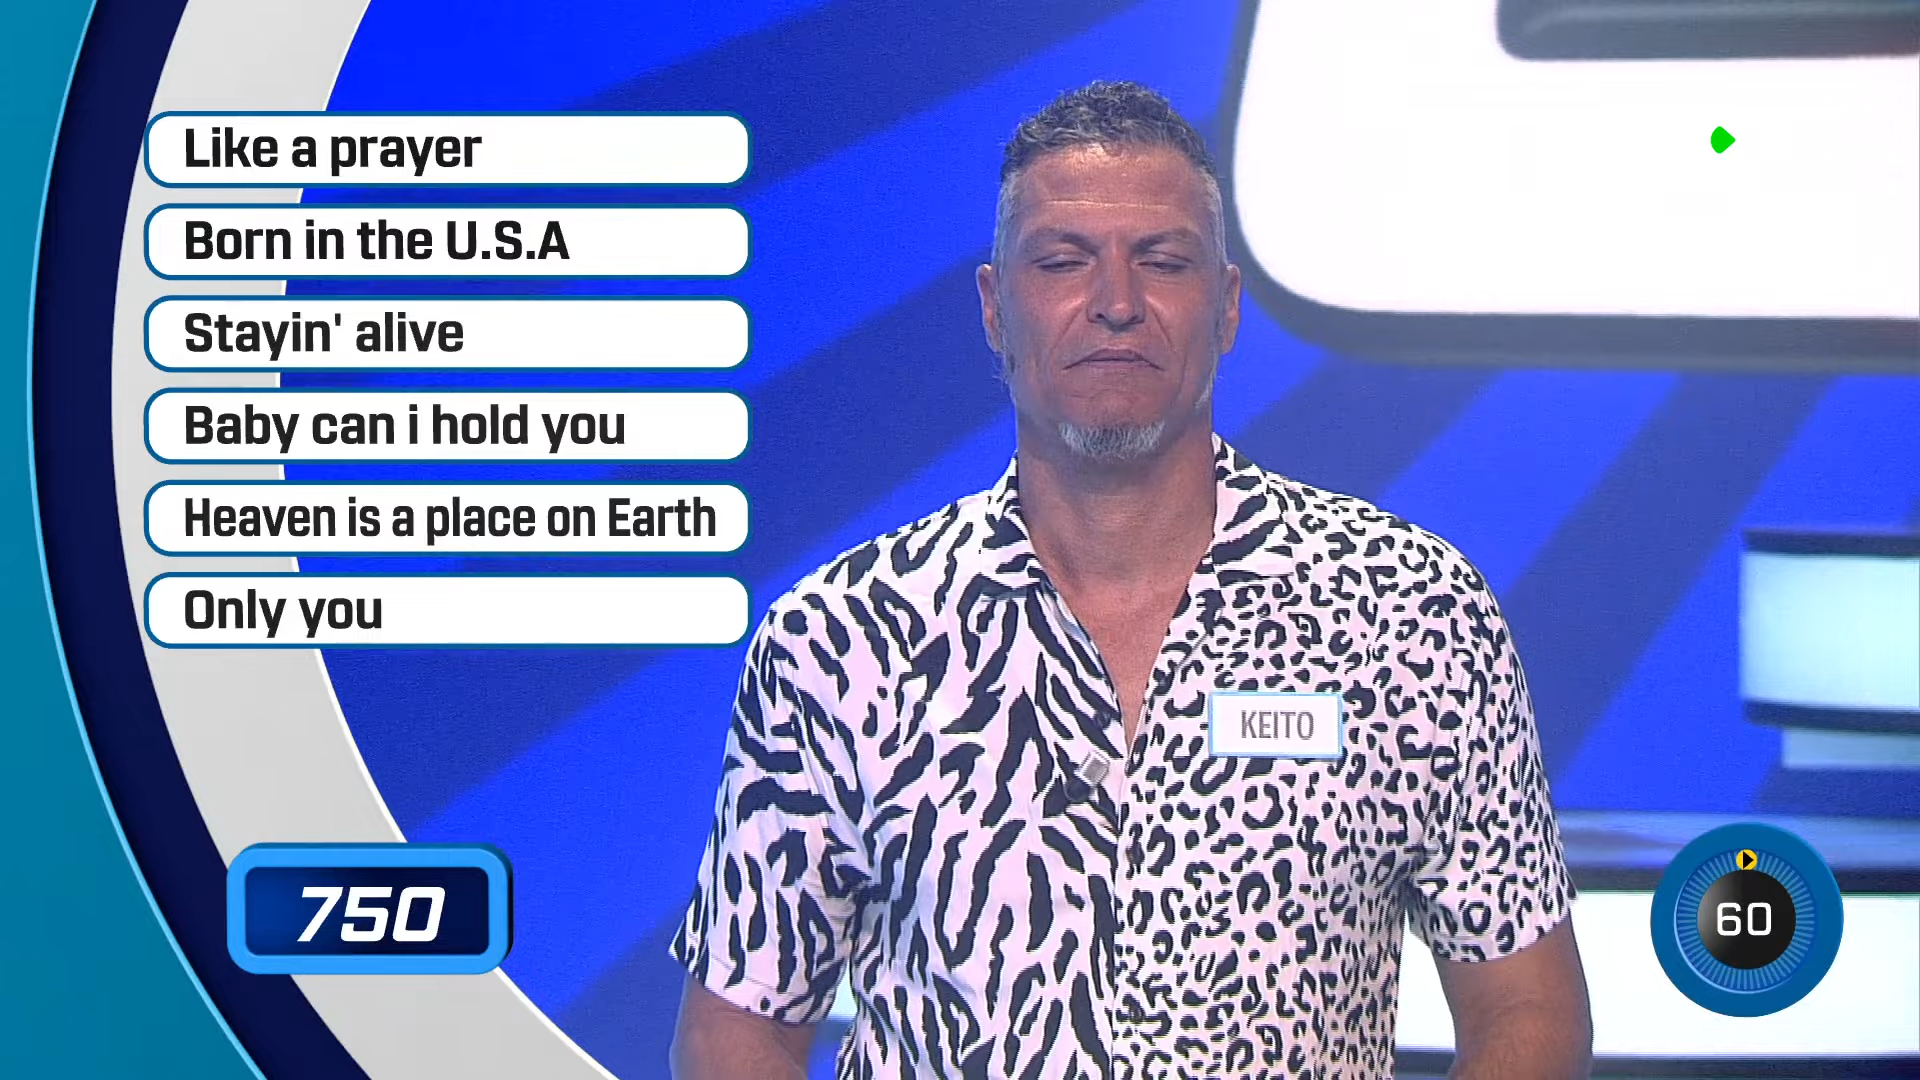 Like a prayer
Born in the U.S.A
Stayin' alive
Baby can i hold you
Heaven is a place on Earth
Only you
KEITO
750
60